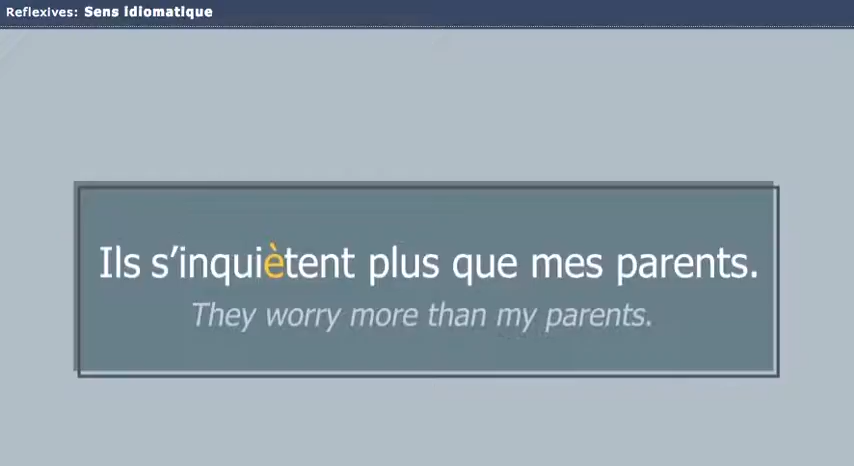 Reflexives: Sens idiomatique
Ils s’inquiètent plus que mes parents.
They worry more than my parents.